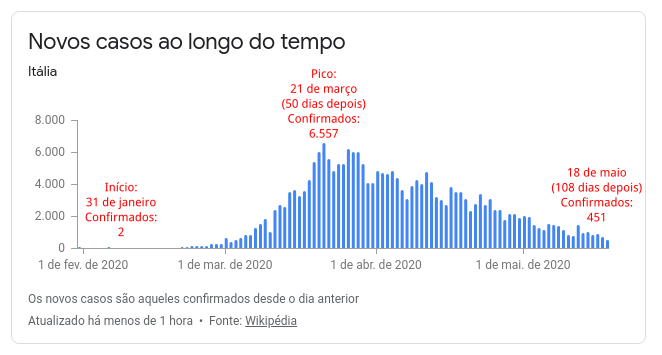 Novos casos ao longo do tempo
Itália
Pico:
21 de março
(50 dias depois)
Confirmados:
6.557
8.000
6.000
4.000
2.000
0
Início:
31 de janeiro
Confirmados:
2
18 de maio
(108 dias depois)
Confirmados:
451
1 de fev. de 2020
1 de mar. de 2020
1 de abr. de 2020
1 de mai. de 2020
Os novos casos são aqueles confirmados desde o dia anterior
Atualizado há menos de 1 hora • Fonte: Wikipédia